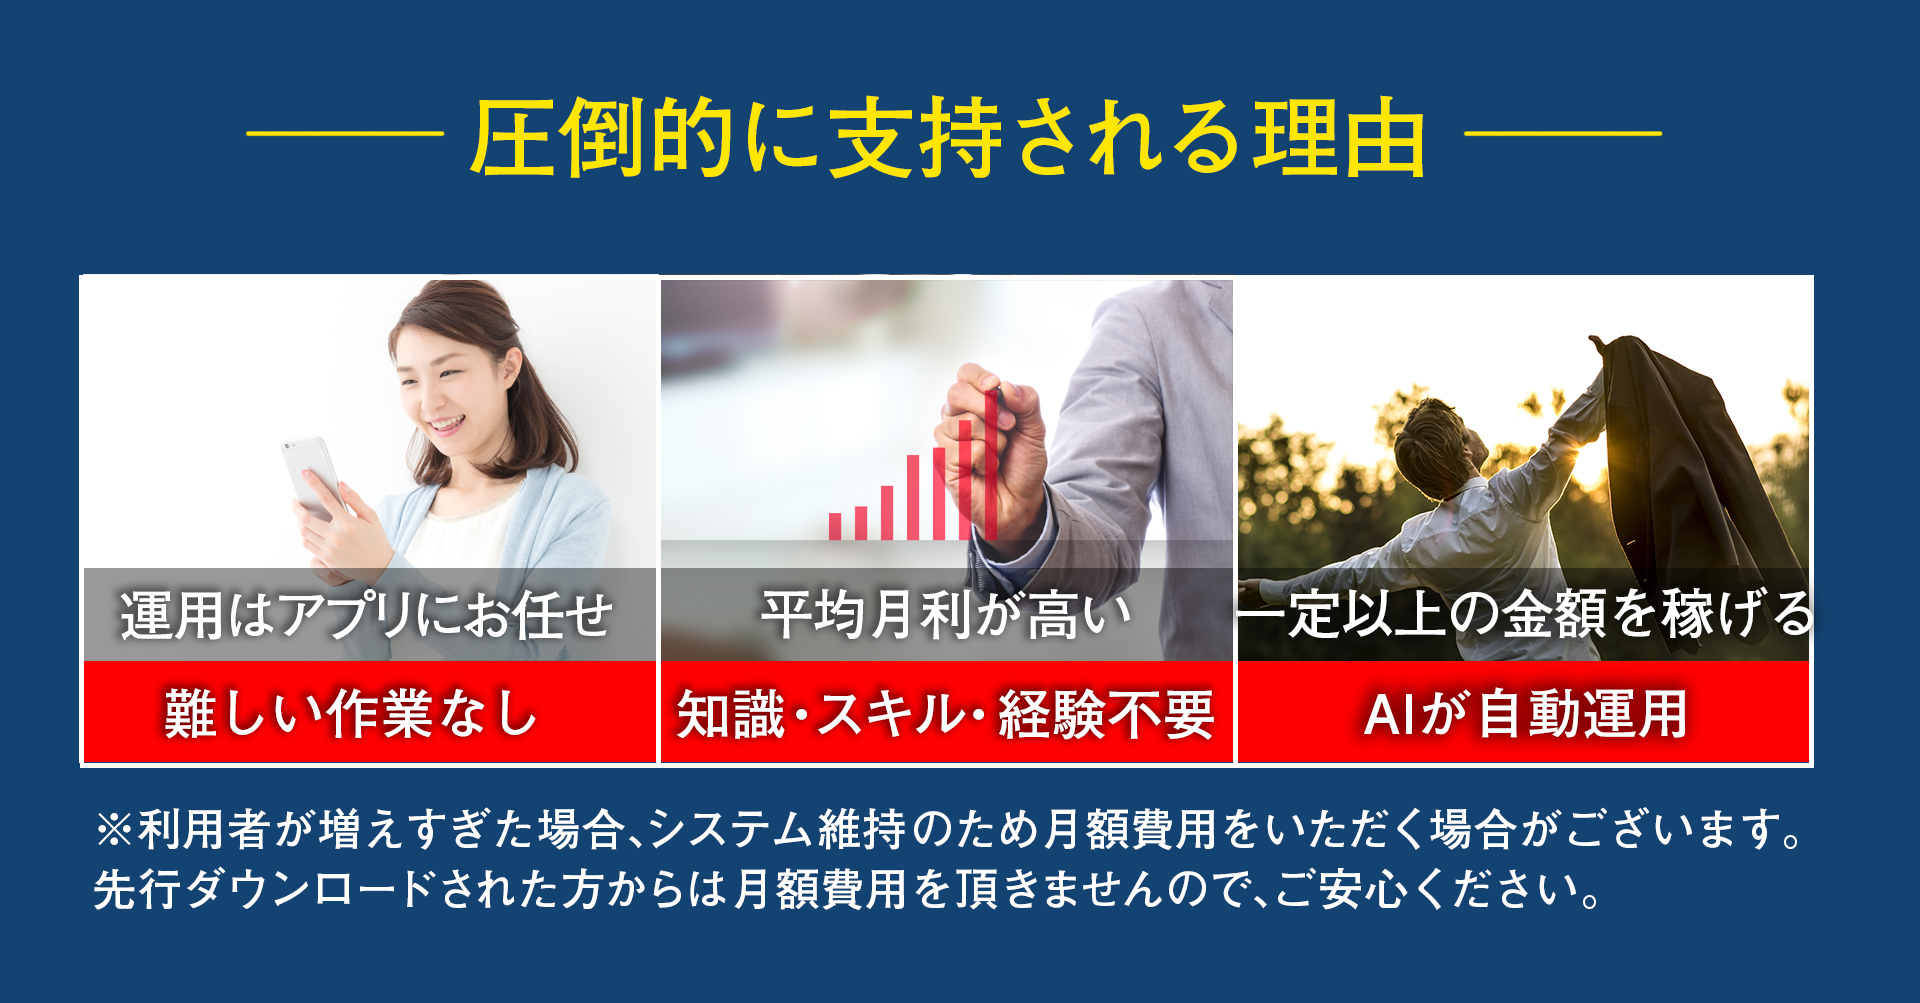 圧倒的に支持される理由
運用はアプリにお任せ
難しい作業なし
平均月利が高い
知識・スキル・経験不要
一定以上の金額を稼げる
AIが自動運用
※利用者が増えすぎた場合、システム維持のため月額費用をいただく場合がございます。
先行ダウンロードされた方からは月額費用を頂きませんので、ご安心ください。